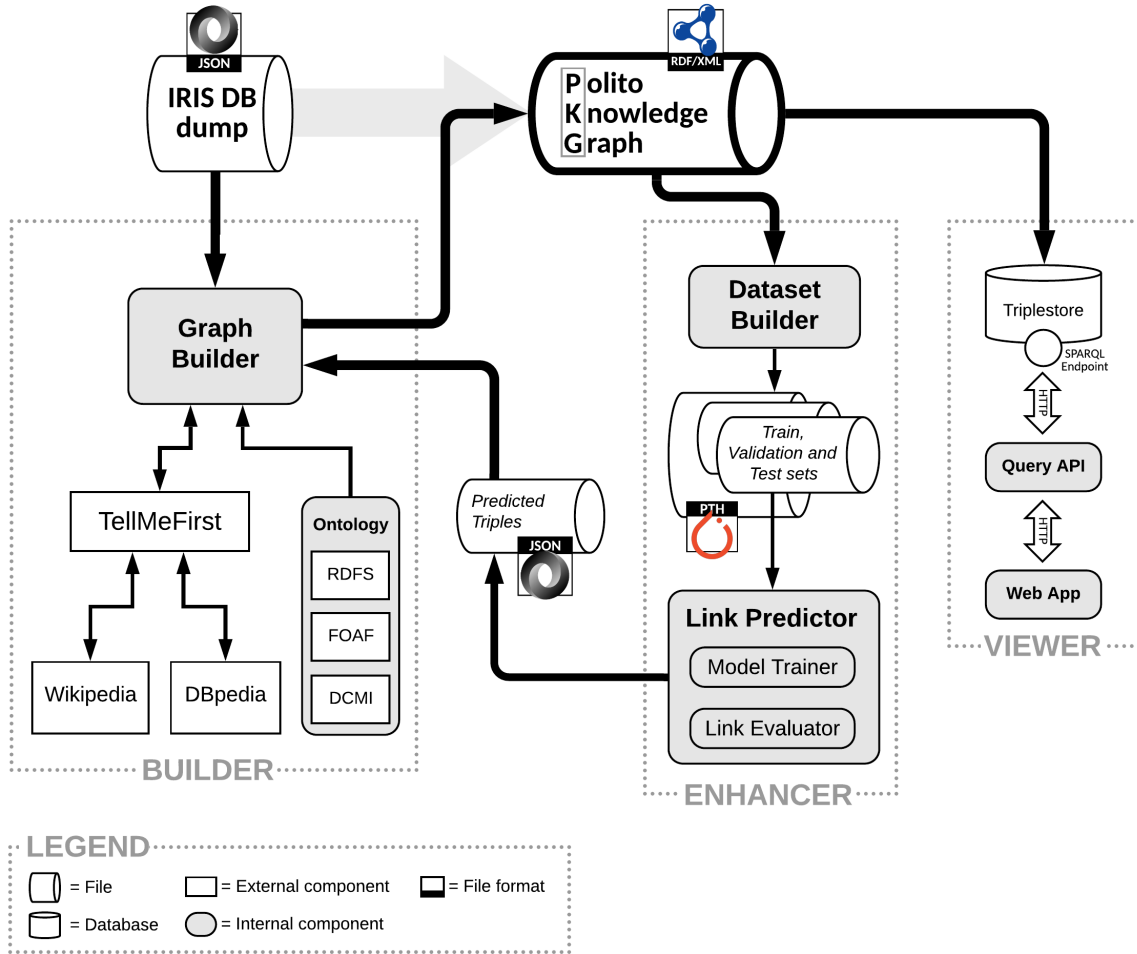 JSON
IRIS DB
dump
RDF/XML
Polito
Knowledge
Graph
Graph
Builder
TellMeFirst
Wikipedia
DBpedia
Ontology
RDFS
FOAF
DCMI
BUILDER
Predicted
Triples
JSON
Dataset
Builder
Train,
Validation and
Test sets
PTH
Link Predictor
Model Trainer
Link Evaluator
ENHANCER
Triplestore
SPARQL
Endpoint
HTTP
Query API
HTTP
Web App
VIEWER
LEGEND
= File
= External component
= File format
= Database
= Internal component